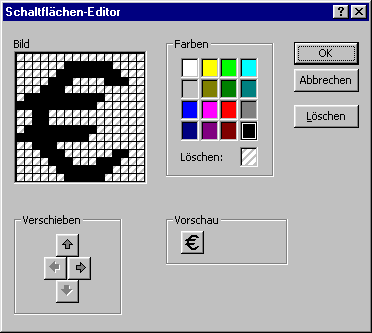 Schaltflächen-Editor
Bild
Farben
OK
Abbrechen
Löschen
Löschen:
Verschieben
Vorschau
€